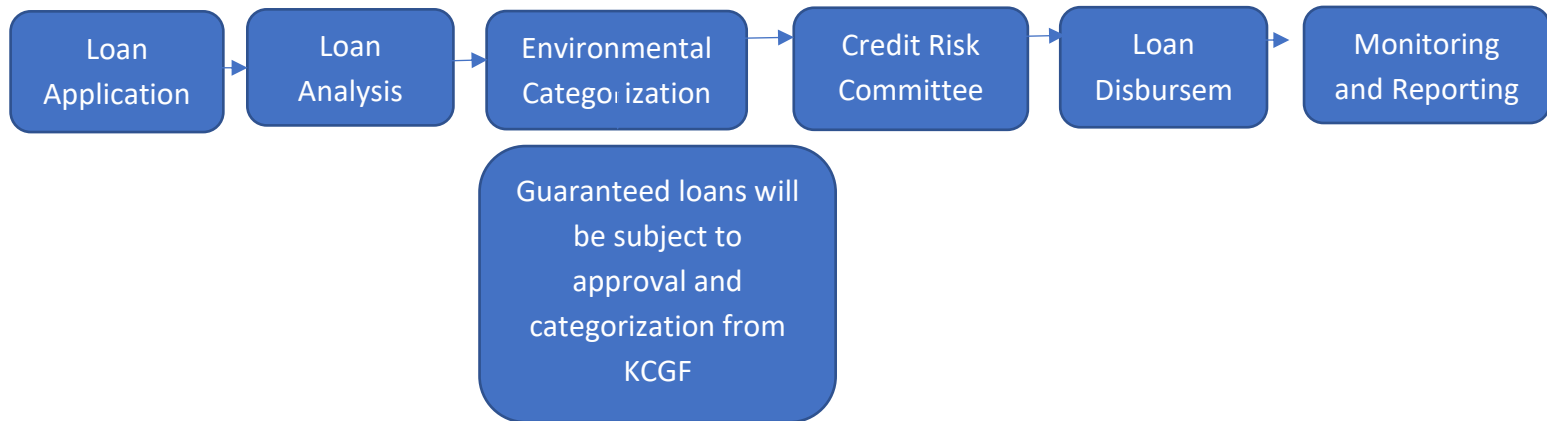 Loan
Application
Loan
Analysis
Environmental
Categorization
Credit Risk
Committee
Loan
Disbursem
Monitoring
and Reporting
Guaranteed loans will
be subject to
approval and
categorization from
KCGF